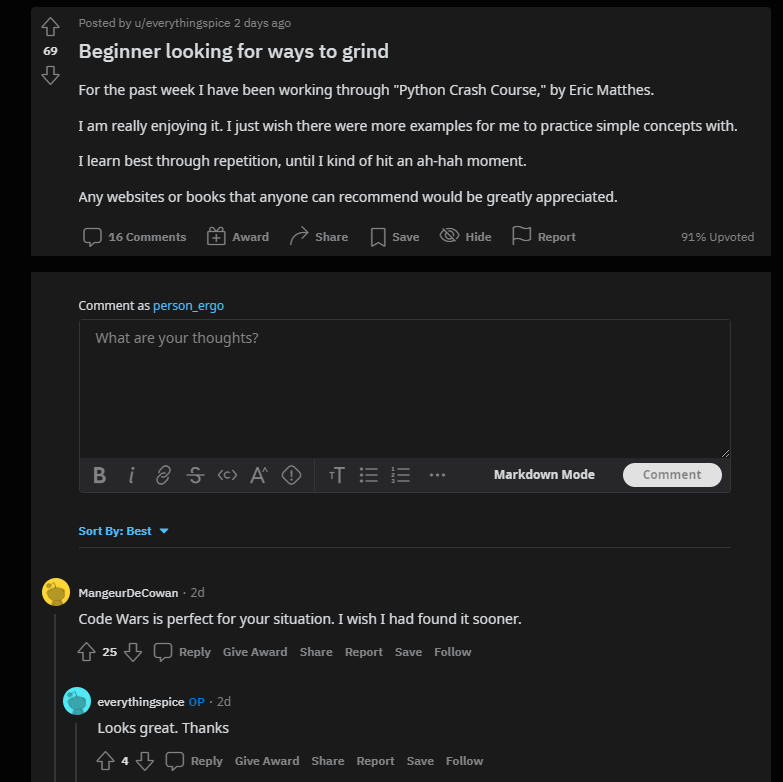 Posted by u/everythingspice 2 days ago
69
Beginner looking for ways to grind
For the past week I have been working through "Python Crash Course," by Eric Matthes.
I am really enjoying it. I just wish there were more examples for me to practice simple concepts with.
I learn best through repetition, until I kind of hit an ah-hah moment.
Any websites or books that anyone can recommend would be greatly appreciated.
16 Comments Award Share Save Hide Report 91% Upvoted
Comment as person_ergo
What are your thoughts?
B i S <c> A^ T T 1 2 3 ... Markdown Mode Comment
Sort By: Best
MangeurDeCowan · 2d
Code Wars is perfect for your situation. I wish I had found it sooner.
25 Reply Give Award Share Report Save Follow
everythingspice OP · 2d
Looks great. Thanks
4 Reply Give Award Share Report Save Follow